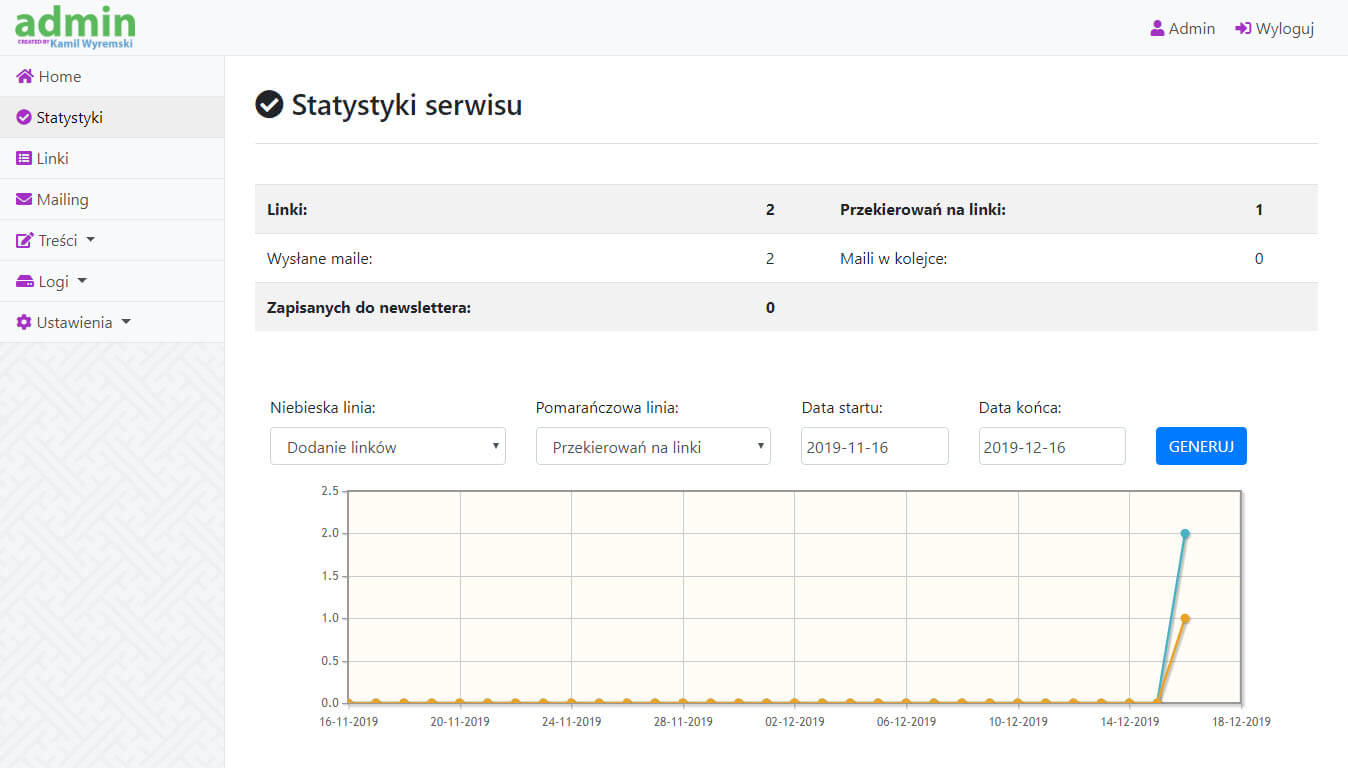 admin
CREATED BY Kamil Wyremski
Admin
Wyloguj
Home
Statystyki
Linki
Mailing
Treści
Logi
Ustawienia
Statystyki serwisu
Linki: 2 Przekierowań na linki: 1
Wysłane maile: 2 Maili w kolejce: 0
Zapisanych do newslettera: 0
Niebieska linia: Pomarańczowa linia: Data startu: Data końca:
Dodanie linków Przekierowań na linki 2019-11-16 2019-12-16 GENERUJ
2.5
2.0
1.5
1.0
0.5
0.0
16-11-2019 20-11-2019 24-11-2019 28-11-2019 02-12-2019 06-12-2019 10-12-2019 14-12-2019 18-12-2019